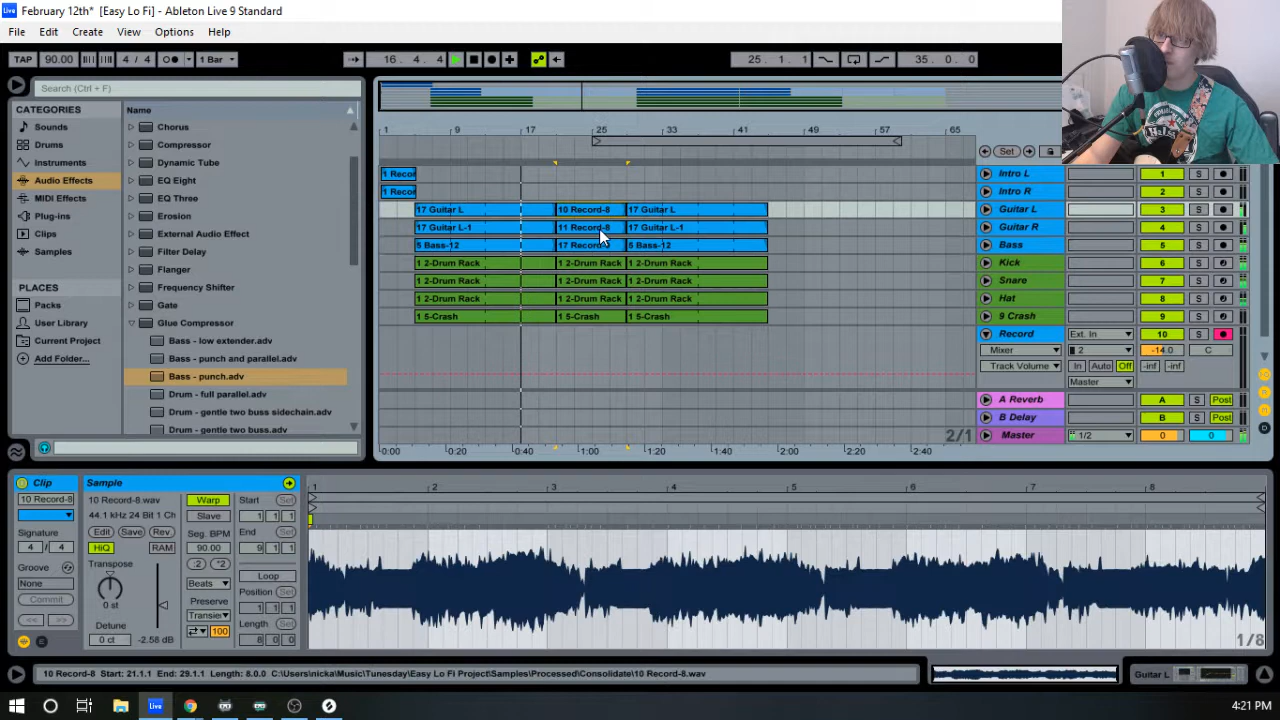 February 12th* [Easy Lo Fi] - Ableton Live 9 Standard
File Edit Create View Options Help
TAP 90.00 4 / 4 1 Bar 16. 4. 4 25. 1. 1 35. 0. 0
Search (Ctrl + F)
CATEGORIES
Sounds
Drums
Instruments
Audio Effects
MIDI Effects
Plug-ins
Clips
Samples
PLACES
Packs
User Library
Current Project
Add Folder...
Name
Chorus
Compressor
Dynamic Tube
EQ Eight
EQ Three
Erosion
External Audio Effect
Filter Delay
Flanger
Frequency Shifter
Gate
Glue Compressor
Bass - low extender.adv
Bass - punch and parallel.adv
Bass - punch.adv
Drum - full parallel.adv
Drum - gentle two buss sidechain.adv
Drum - gentle two buss.adv
1 9 17 25 33 41 49 57 65
Set
1 Recor Intro L 1 S
1 Recor Intro R 2 S
17 Guitar L 10 Record-8 17 Guitar L Guitar L 3 S
17 Guitar L-1 11 Record-8 17 Guitar L-1 Guitar R 4 S
5 Bass-12 17 Record 5 Bass-12 Bass 5 S
1 2-Drum Rack 1 2-Drum Rack 1 2-Drum Rack Kick 6 S
1 2-Drum Rack 1 2-Drum Rack 1 2-Drum Rack Snare 7 S
1 2-Drum Rack 1 2-Drum Rack 1 2-Drum Rack Hat 8 S
1 5-Crash 1 5-Crash 1 5-Crash 9 Crash 9 S
Record Ext. In 10 S
Mixer 2 -14.0 C
Track Volume In Auto Off -inf -inf
Master
A Reverb A S Post
B Delay B S Post
2/1 Master 1/2 0 0
0:00 0:20 0:40 1:00 1:20 1:40 2:00 2:20 2:40
Clip
10 Record-8
Signature
4 / 4
Groove
None
Commit
<< >>
Sample
10 Record-8.wav
44.1 kHz 24 Bit 1 Ch
Edit Save Rev.
HiQ RAM
Transpose
0 st
Detune
0 ct -2.58 dB
Warp
Slave
Seg. BPM
90.00
:2 *2
Beats
Preserve
Transien
100
Start Set
1 1 1
End Set
9 1 1
Loop
Position Set
1 1 1
Length Set
8 0 0
1 2 3 4 5 6 7 8
1/8
10 Record-8 Start: 21.1.1 End: 29.1.1 Length: 8.0.0 C:\Users\nicka\Music\Tunesday\Easy Lo Fi Project\Samples\Processed\Consolidate\10 Record-8.wav
Guitar L
Live
4:21 PM